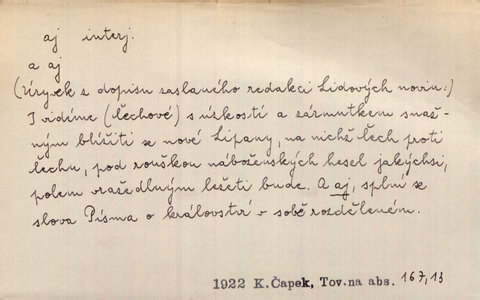 aj interj.
a aj
(Úryvek z dopisu zaslaného redakci Lidových novin:)
I vidíme (Čechové) s úzkostí a zármutkem snaž-
ným blížiti se nové Lipany, na nichž Čech proti
Čechu, pod rouškou náboženských hesel jakýchsi,
polem vražedlným ležeti bude. A aj, splní se
slova Písma o království v sobě rozděleném.
1922 K.Čapek, Tov.na abs. 167,13